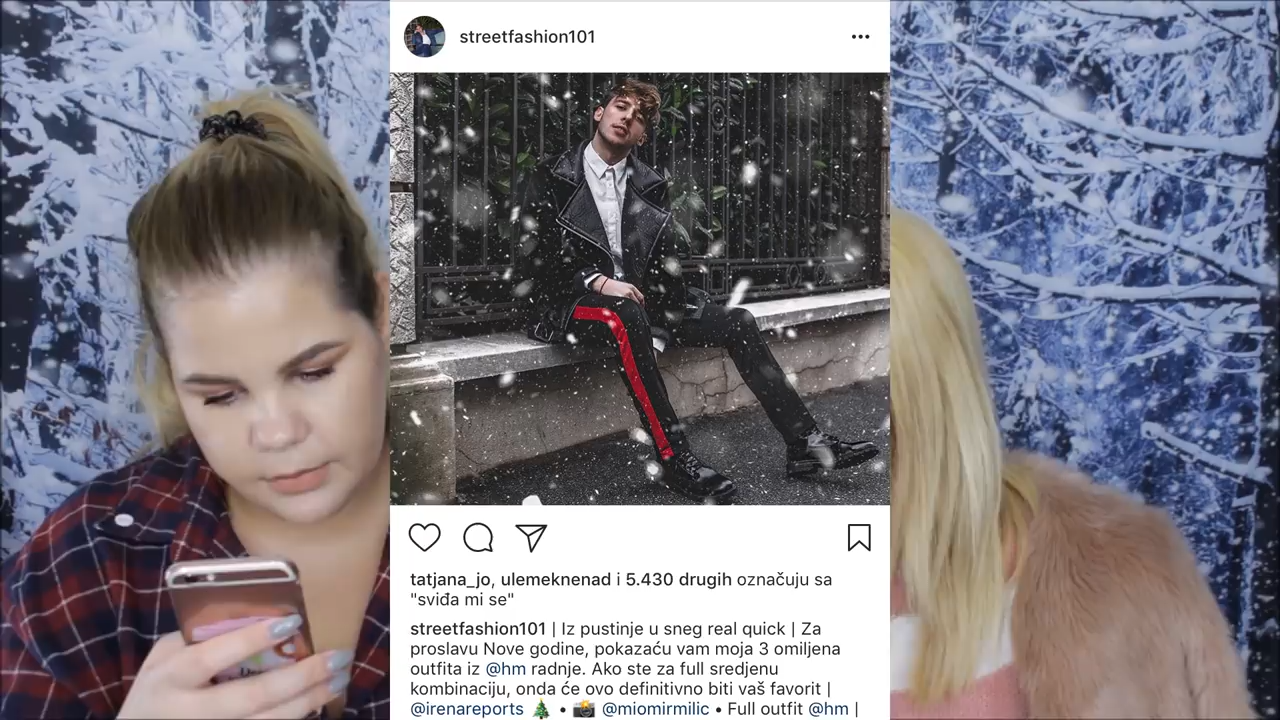 streetfashion101
tatjana_jo, ulemeknenad i 5.430 drugih označuju sa
"sviđa mi se"
streetfashion101 | Iz pustinje u sneg real quick | Za
proslavu Nove godine, pokazaću vam moja 3 omiljena
outfita iz @hm radnje. Ako ste za full sredjenu
kombinaciju, onda će ovo definitivno biti vaš favorit |
@irenareports 🎄 • 📸 @miomirmilic • Full outfit @hm |